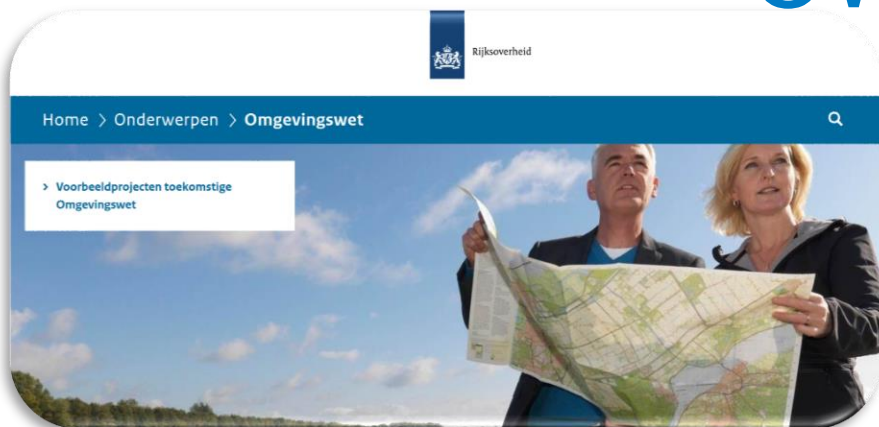 Rijksoverheid
Home > Onderwerpen > Omgevingswet
> Voorbeeldprojecten toekomstige
Omgevingswet